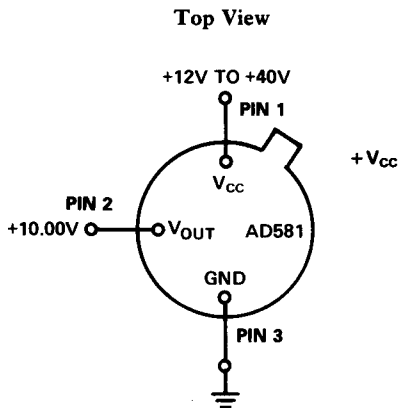 Top View
+12V TO +40V
PIN 1
+VCC
VCC
PIN 2
+10.00V
VOUT
AD581
GND
PIN 3